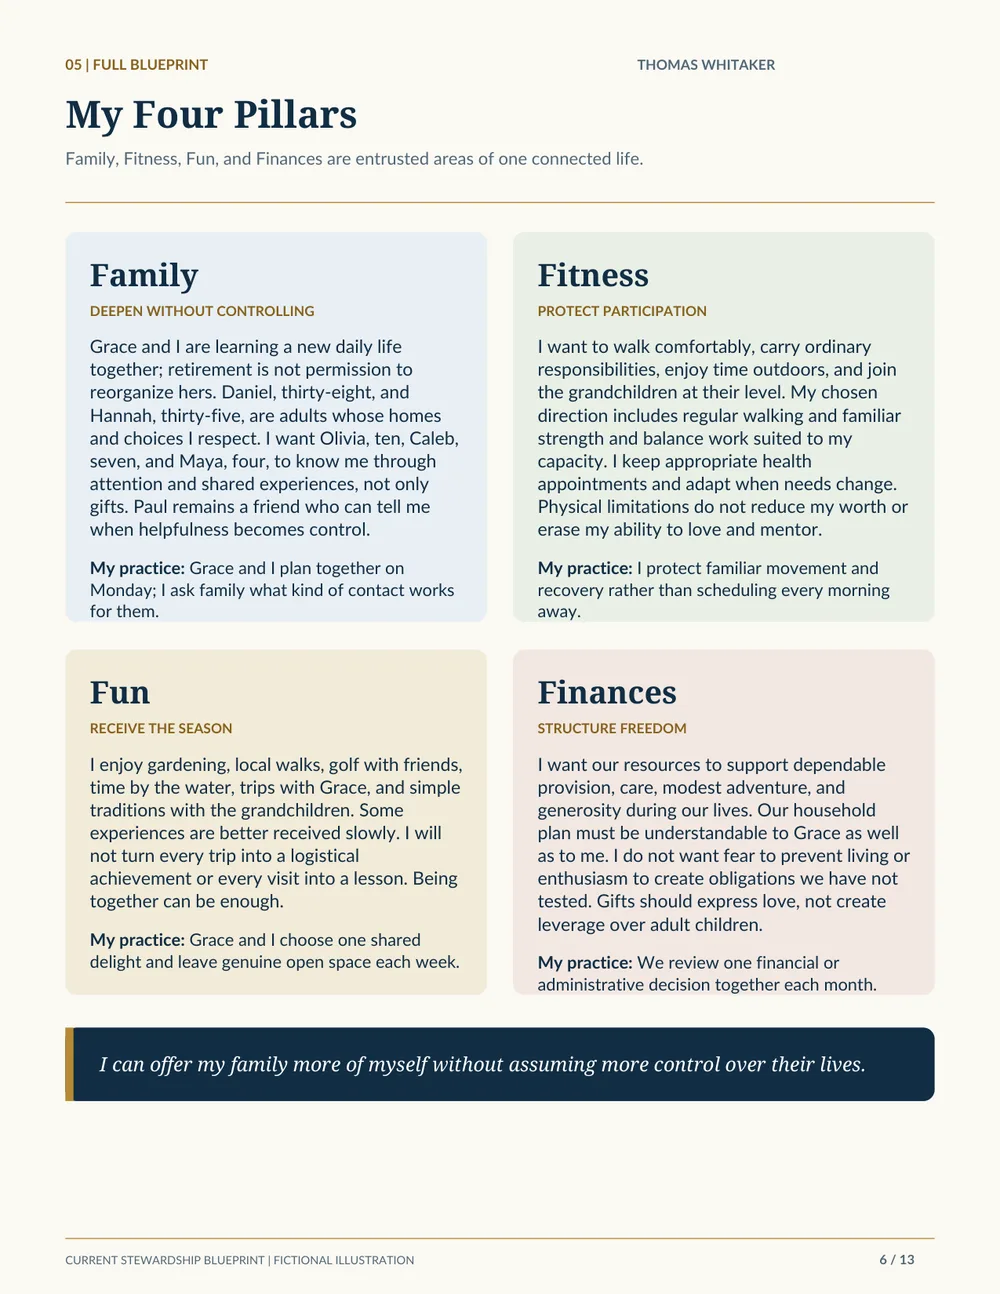 05 | FULL BLUEPRINT
THOMAS WHITAKER
My Four Pillars
Family, Fitness, Fun, and Finances are entrusted areas of one connected life.
Family
DEEPEN WITHOUT CONTROLLING
Grace and I are learning a new daily life
together; retirement is not permission to
reorganize hers. Daniel, thirty-eight, and
Hannah, thirty-five, are adults whose homes
and choices I respect. I want Olivia, ten, Caleb,
seven, and Maya, four, to know me through
attention and shared experiences, not only
gifts. Paul remains a friend who can tell me
when helpfulness becomes control.
My practice: Grace and I plan together on
Monday; I ask family what kind of contact works
for them.
Fitness
PROTECT PARTICIPATION
I want to walk comfortably, carry ordinary
responsibilities, enjoy time outdoors, and join
the grandchildren at their level. My chosen
direction includes regular walking and familiar
strength and balance work suited to my
capacity. I keep appropriate health
appointments and adapt when needs change.
Physical limitations do not reduce my worth or
erase my ability to love and mentor.
My practice: I protect familiar movement and
recovery rather than scheduling every morning
away.
Fun
RECEIVE THE SEASON
I enjoy gardening, local walks, golf with friends,
time by the water, trips with Grace, and simple
traditions with the grandchildren. Some
experiences are better received slowly. I will
not turn every trip into a logistical
achievement or every visit into a lesson. Being
together can be enough.
My practice: Grace and I choose one shared
delight and leave genuine open space each week.
Finances
STRUCTURE FREEDOM
I want our resources to support dependable
provision, care, modest adventure, and
generosity during our lives. Our household
plan must be understandable to Grace as well
as to me. I do not want fear to prevent living or
enthusiasm to create obligations we have not
tested. Gifts should express love, not create
leverage over adult children.
My practice: We review one financial or
administrative decision together each month.
I can offer my family more of myself without assuming more control over their lives.
CURRENT STEWARDSHIP BLUEPRINT | FICTIONAL ILLUSTRATION
6 / 13